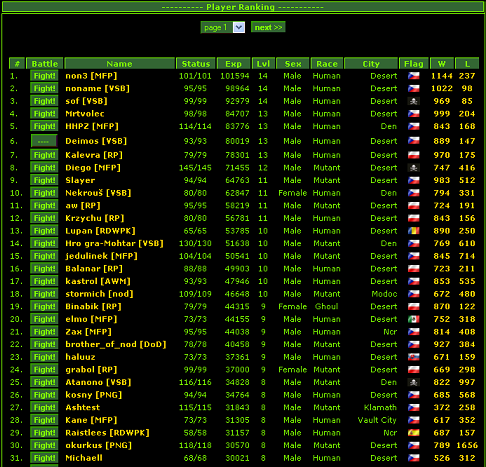 ---------- Player Ranking ----------
page 1 next >>
# Battle Name Status Exp Lvl Sex Race City Flag W L
1. Fight! non3 [MFP] 101/101 101594 14 Male Human Desert 1144 237
2. Fight! noname [VSB] 95/95 98964 14 Male Human Desert 1022 98
3. Fight! sof [VSB] 99/99 92979 14 Male Human Desert 969 85
4. Fight! Mrtvolec 98/98 84707 13 Male Human Desert 999 204
5. Fight! HHPZ [MFP] 114/114 83776 13 Male Human Den 843 168
6. ---- Deimos [VSB] 93/93 80019 13 Male Human Desert 889 147
7. Fight! Kalevra [RP] 79/79 78301 13 Male Human Desert 970 175
8. Fight! Diego [MFP] 145/145 71455 12 Male Mutant Desert 747 416
9. Fight! Slayer 94/94 64763 11 Male Mutant Desert 983 512
10. Fight! Nekrouš [VSB] 80/80 62847 11 Female Human Den 794 331
11. Fight! aw [RP] 95/95 58219 11 Male Mutant Desert 724 191
12. Fight! Krzychu [RP] 80/80 56781 11 Male Human Desert 843 156
13. Fight! Lupan [RDWPK] 65/65 53785 10 Male Human Desert 890 250
14. Fight! Hro gra-Mohtar [VSB] 130/130 51638 10 Male Mutant Den 769 610
15. Fight! jedulinek [MFP] 104/104 50541 10 Male Mutant Desert 845 714
16. Fight! Balanar [RP] 88/88 49903 10 Male Human Desert 723 211
17. Fight! kastrol [AWM] 93/93 47946 10 Male Human Desert 853 535
18. Fight! stormich [nod] 109/109 46648 10 Male Mutant Modoc 672 480
19. Fight! Binabik [RP] 79/79 44315 9 Female Ghoul Desert 870 122
20. Fight! elmo [MFP] 73/73 44155 9 Male Human Desert 752 318
21. Fight! Zax [MFP] 95/95 44038 9 Male Human Ncr 814 408
22. Fight! brother_of_nod [DoD] 78/78 40458 9 Male Mutant Desert 927 384
23. Fight! haluuz 73/73 37361 9 Male Human Desert 671 159
24. Fight! grabol [RP] 99/99 37000 9 Female Mutant Desert 669 298
25. Fight! Atanono [VSB] 116/116 34828 8 Male Mutant Den 822 997
26. Fight! kosny [PNG] 94/94 34764 8 Male Human Desert 685 568
27. Fight! Ashtest 115/115 31843 8 Male Mutant Klamath 372 258
28. Fight! Kane [MFP] 73/73 31305 8 Male Human Vault City 617 352
29. Fight! Raistlees [RDWPK] 58/58 31157 8 Male Human Ncr 687 157
30. Fight! okurkus [PNG] 118/118 30570 8 Male Mutant Desert 789 1656
31. Fight! Michaell 68/68 30021 8 Male Human Desert 526 312